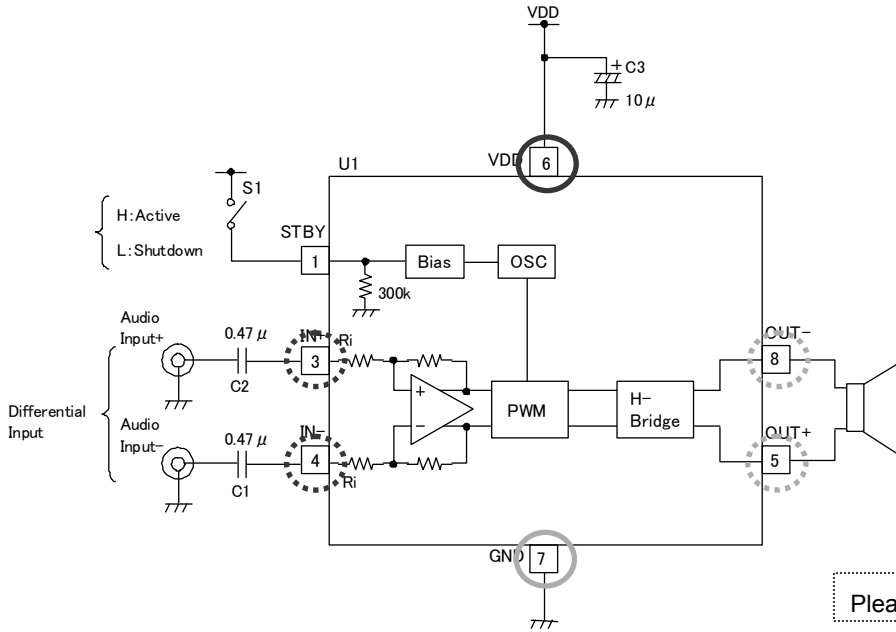 VDD
+ C3
10μ
U1
VDD
6
S1
H:Active
L:Shutdown
STBY
1
Bias
OSC
300k
Audio
Input+
0.47μ
C2
IN+
3
Ri
+
PWM
H-
Bridge
OUT-
8
Differential
Input
Audio
Input-
0.47μ
C1
IN-
4
Ri
-
OUT+
5
GND
7